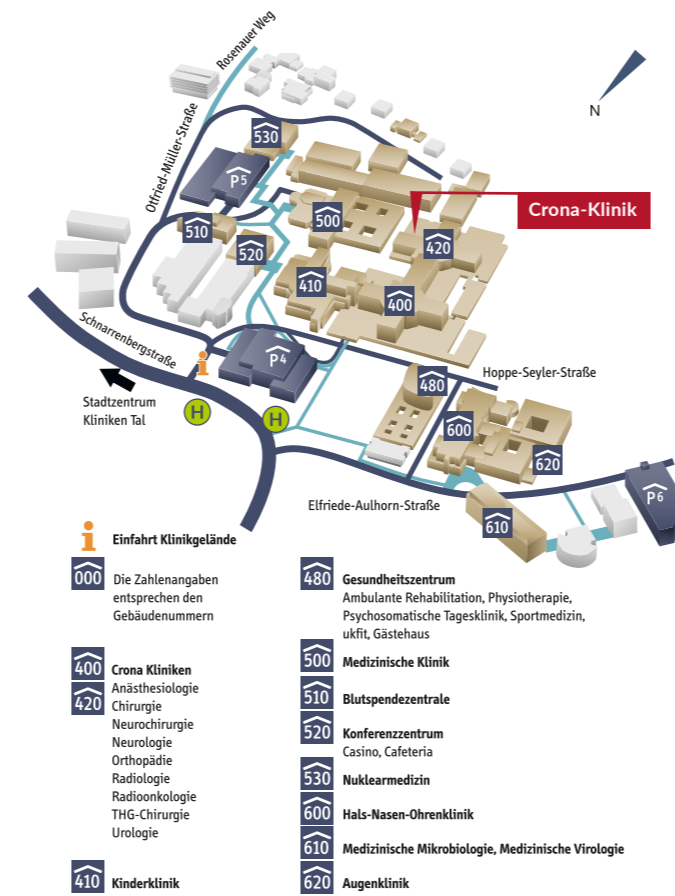 Rosenauer Weg
Otfried-Müller-Straße
N
530
P5
510
500
Crona-Klinik
420
520
410
400
Schnarrenbergstraße
i
P4
480
Hoppe-Seyler-Straße
Stadtzentrum
Kliniken Tal
H
H
600
620
P6
Elfriede-Aulhorn-Straße
610
i Einfahrt Klinikgelände
000 Die Zahlenangaben
entsprechen den
Gebäudenummern
400 Crona Kliniken
420 Anästhesiologie
Chirurgie
Neurochirurgie
Neurologie
Orthopädie
Radiologie
Radioonkologie
THG-Chirurgie
Urologie
410 Kinderklinik
480 Gesundheitszentrum
Ambulante Rehabilitation, Physiotherapie,
Psychosomatische Tagesklinik, Sportmedizin,
ukfit, Gästehaus
500 Medizinische Klinik
510 Blutspendezentrale
520 Konferenzzentrum
Casino, Cafeteria
530 Nuklearmedizin
600 Hals-Nasen-Ohrenklinik
610 Medizinische Mikrobiologie, Medizinische Virologie
620 Augenklinik